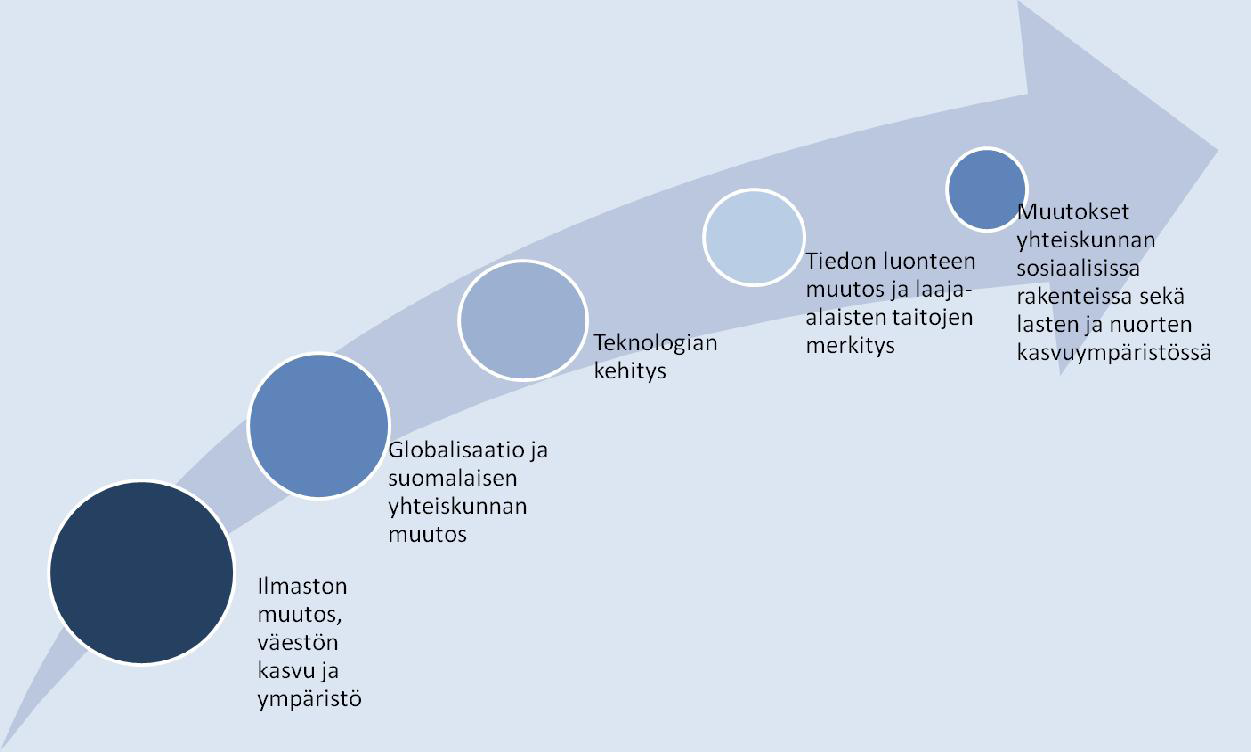 Ilmaston
muutos,
väestön
kasvu ja
ympäristö
Globalisaatio ja
suomalaisen
yhteiskunnan
muutos
Teknologian
kehitys
Tiedon luonteen
muutos ja laaja-
alaisten taitojen
merkitys
Muutokset
yhteiskunnan
sosiaalisissa
rakenteissa sekä
lasten ja nuorten
kasvuympäristössä